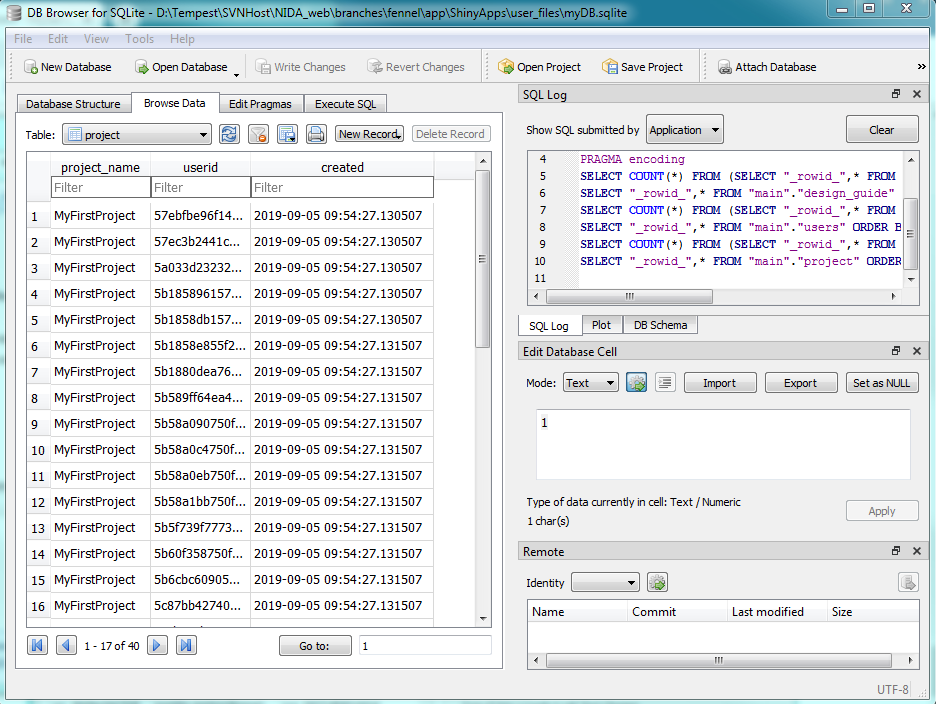 DB Browser for SQLite - D:\Tempest\SVNHost\NIDA_web\branches\fennel\app\ShinyApps\user_files\myDB.sqlite
File Edit View Tools Help
New Database Open Database Write Changes Revert Changes Open Project Save Project Attach Database »
Database Structure Browse Data Edit Pragmas Execute SQL
Table: project New Record Delete Record
project_name userid created
Filter Filter Filter
1 MyFirstProject 57ebfbe96f14... 2019-09-05 09:54:27.130507
2 MyFirstProject 57ec3b2441c... 2019-09-05 09:54:27.130507
3 MyFirstProject 5a033d23232... 2019-09-05 09:54:27.130507
4 MyFirstProject 5b185896157... 2019-09-05 09:54:27.130507
5 MyFirstProject 5b1858db157... 2019-09-05 09:54:27.130507
6 MyFirstProject 5b1858e855f2... 2019-09-05 09:54:27.131507
7 MyFirstProject 5b1880dea76... 2019-09-05 09:54:27.131507
8 MyFirstProject 5b589ff64ea4... 2019-09-05 09:54:27.131507
9 MyFirstProject 5b58a090750f... 2019-09-05 09:54:27.131507
10 MyFirstProject 5b58a0c4750f... 2019-09-05 09:54:27.131507
11 MyFirstProject 5b58a0eb750f... 2019-09-05 09:54:27.131507
12 MyFirstProject 5b58a1bb750f... 2019-09-05 09:54:27.131507
13 MyFirstProject 5b5f739f7773... 2019-09-05 09:54:27.131507
14 MyFirstProject 5b60f358750f... 2019-09-05 09:54:27.131507
15 MyFirstProject 5b6cbc60905... 2019-09-05 09:54:27.131507
16 MyFirstProject 5c87bb42740... 2019-09-05 09:54:27.131507
1 - 17 of 40 Go to: 1
SQL Log
Show SQL submitted by Application Clear
4 PRAGMA encoding
5 SELECT COUNT(*) FROM (SELECT "_rowid_",* FROM
6 SELECT "_rowid_",* FROM "main"."design_guide"
7 SELECT COUNT(*) FROM (SELECT "_rowid_",* FROM
8 SELECT "_rowid_",* FROM "main"."users" ORDER B
9 SELECT COUNT(*) FROM (SELECT "_rowid_",* FROM
10 SELECT "_rowid_",* FROM "main"."project" ORDER
11
SQL Log Plot DB Schema
Edit Database Cell
Mode: Text Import Export Set as NULL
1
Type of data currently in cell: Text / Numeric
1 char(s)
Apply
Remote
Identity
Name Commit Last modified Size
UTF-8